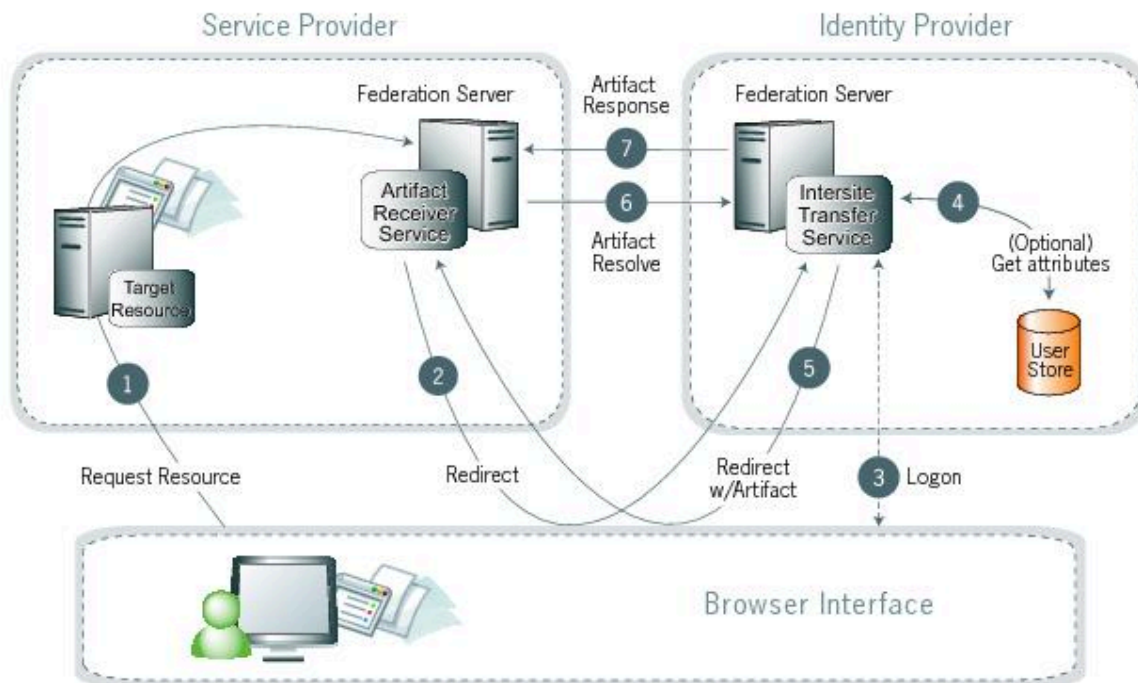 Service Provider
Identity Provider
Federation Server
Artifact
Response
Federation Server
7
Artifact
Receiver
Service
6
Intersite
Transfer
Service
4
Artifact
Resolve
(Optional)
Get attributes
Target
Resource
User
Store
1
2
5
Request Resource
Redirect
Redirect
w/Artifact
3
Logon
Browser Interface